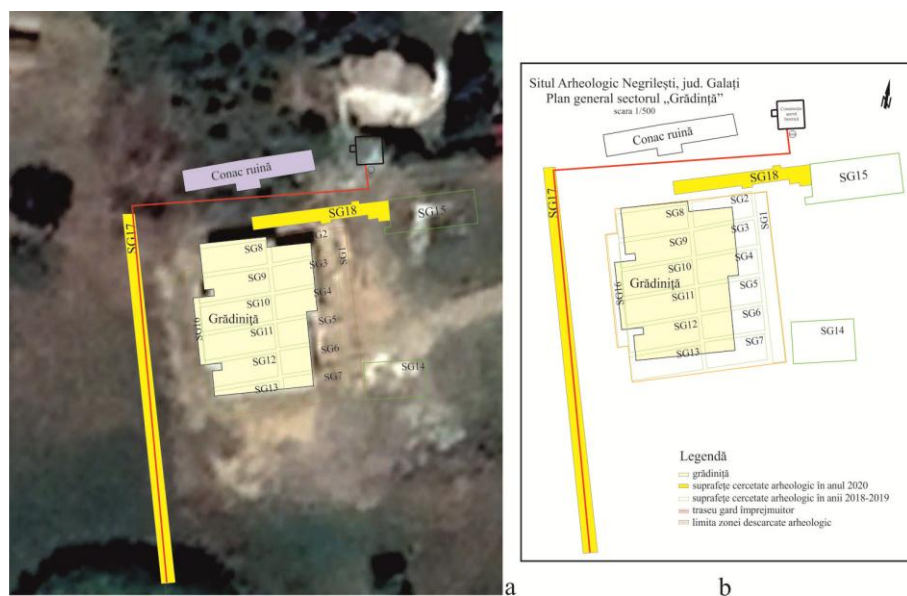 Conac ruină
SG17
SG18
SG15
SG2
SG1
SG8
SG3
SG9
SG4
SG10
SG16
Grădiniță
SG5
SG11
SG6
SG12
SG14
SG7
SG13
a
Situl Arheologic Negrilești, jud. Galați
Plan general sectorul „Grădiniță”
scara 1/500
Conac ruină
SG17
SG18
SG15
SG2
SG1
SG8
SG3
SG9
SG4
SG10
SG16
Grădiniță
SG5
SG11
SG6
SG12
SG14
SG7
SG13
Legendă
grădiniță
suprafețe cercetate arheologic în anul 2020
suprafețe cercetate arheologic în anii 2018-2019
traseu gard împrejmuitor
limita zonei descarcate arheologic
b